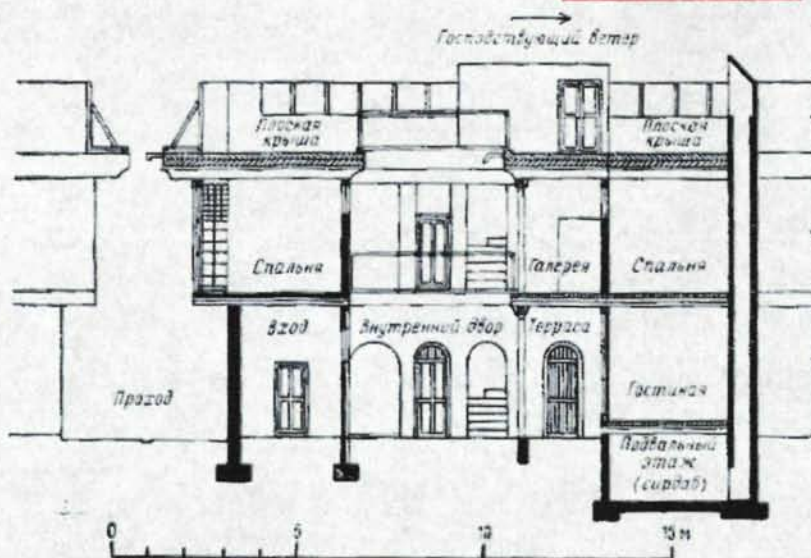 Господствующий ветер
Плоская
крыша
Плоская
крыша
Спальня
Галерея
Спальня
Вход
Внутренний двор
Терраса
Проход
Гостиная
Подвальный
этаж
(сирдаб)
0 5 10 15 м